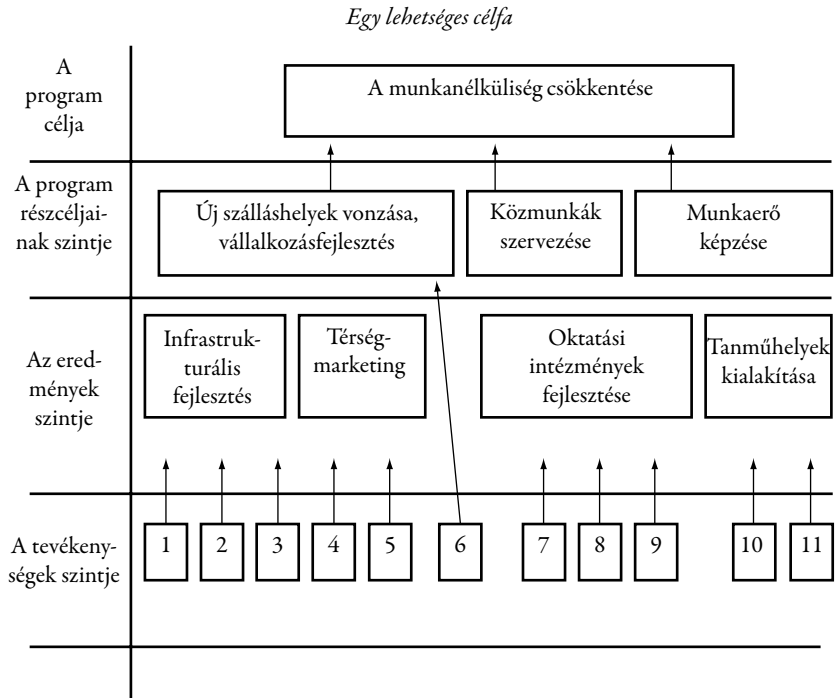 Egy lehetséges célfa
A
program
célja
A munkanélküliség csökkentése
A program
részcéljai-
nak szintje
Új szálláshelyek vonzása,
vállalkozásfejlesztés
Közmunkák
szervezése
Munkaerő
képzése
Az ered-
mények
szintje
Infrastruk-
turális
fejlesztés
Térség-
marketing
Oktatási
intézmények
fejlesztése
Tanműhelyek
kialakítása
A tevékeny-
ségek szintje
1
2
3
4
5
6
7
8
9
10
11